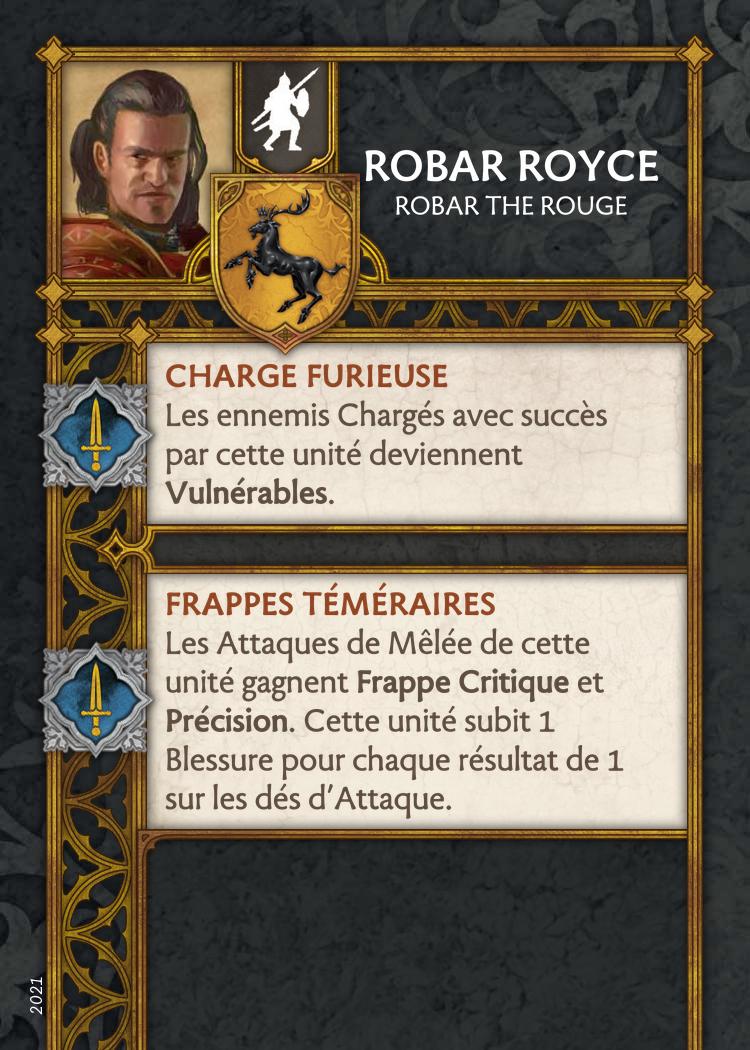 ROBAR ROYCE
ROBAR THE ROUGE
CHARGE FURIEUSE
Les ennemis Chargés avec succès
par cette unité deviennent
Vulnérables.
FRAPPES TÉMÉRAIRES
Les Attaques de Mêlée de cette
unité gagnent Frappe Critique et
Précision. Cette unité subit 1
Blessure pour chaque résultat de 1
sur les dés d'Attaque.
2021